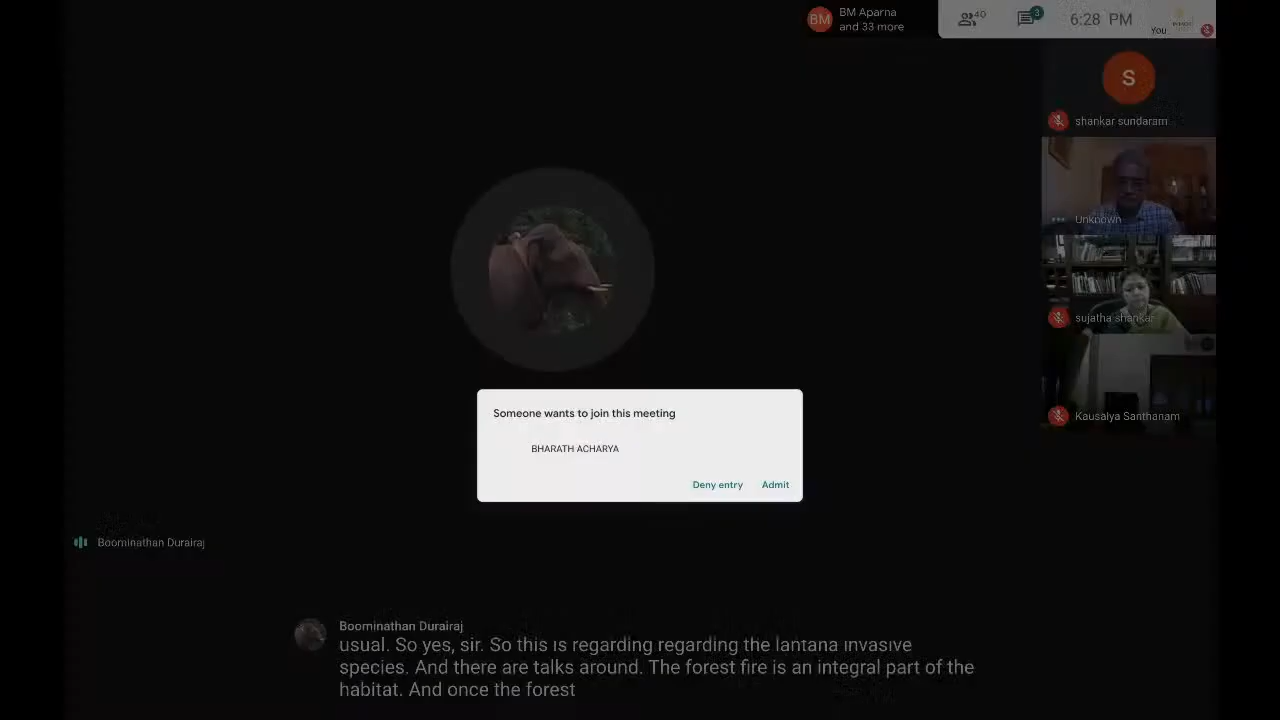 BM
BM Aparna
and 33 more
40
3
6:28 PM
You
S
shankar sundaram
Unknown
sujatha shankar
Kausalya Santhanam
Someone wants to join this meeting
BHARATH ACHARYA
Deny entry
Admit
Boominathan Durairaj
Boominathan Durairaj
usual. So yes, sir. So this is regarding regarding the lantana invasive
species. And there are talks around. The forest fire is an integral part of the
habitat. And once the forest